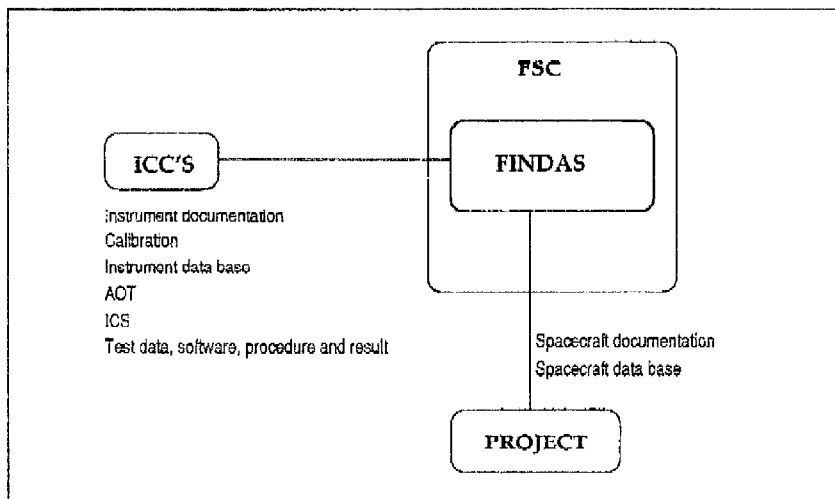 FSC
FINDAS
ICC'S
Instrument documentation
Calibration
Instrument data base
AOT
ICS
Test data, software, procedure and result
Spacecraft documentation
Spacecraft data base
PROJECT